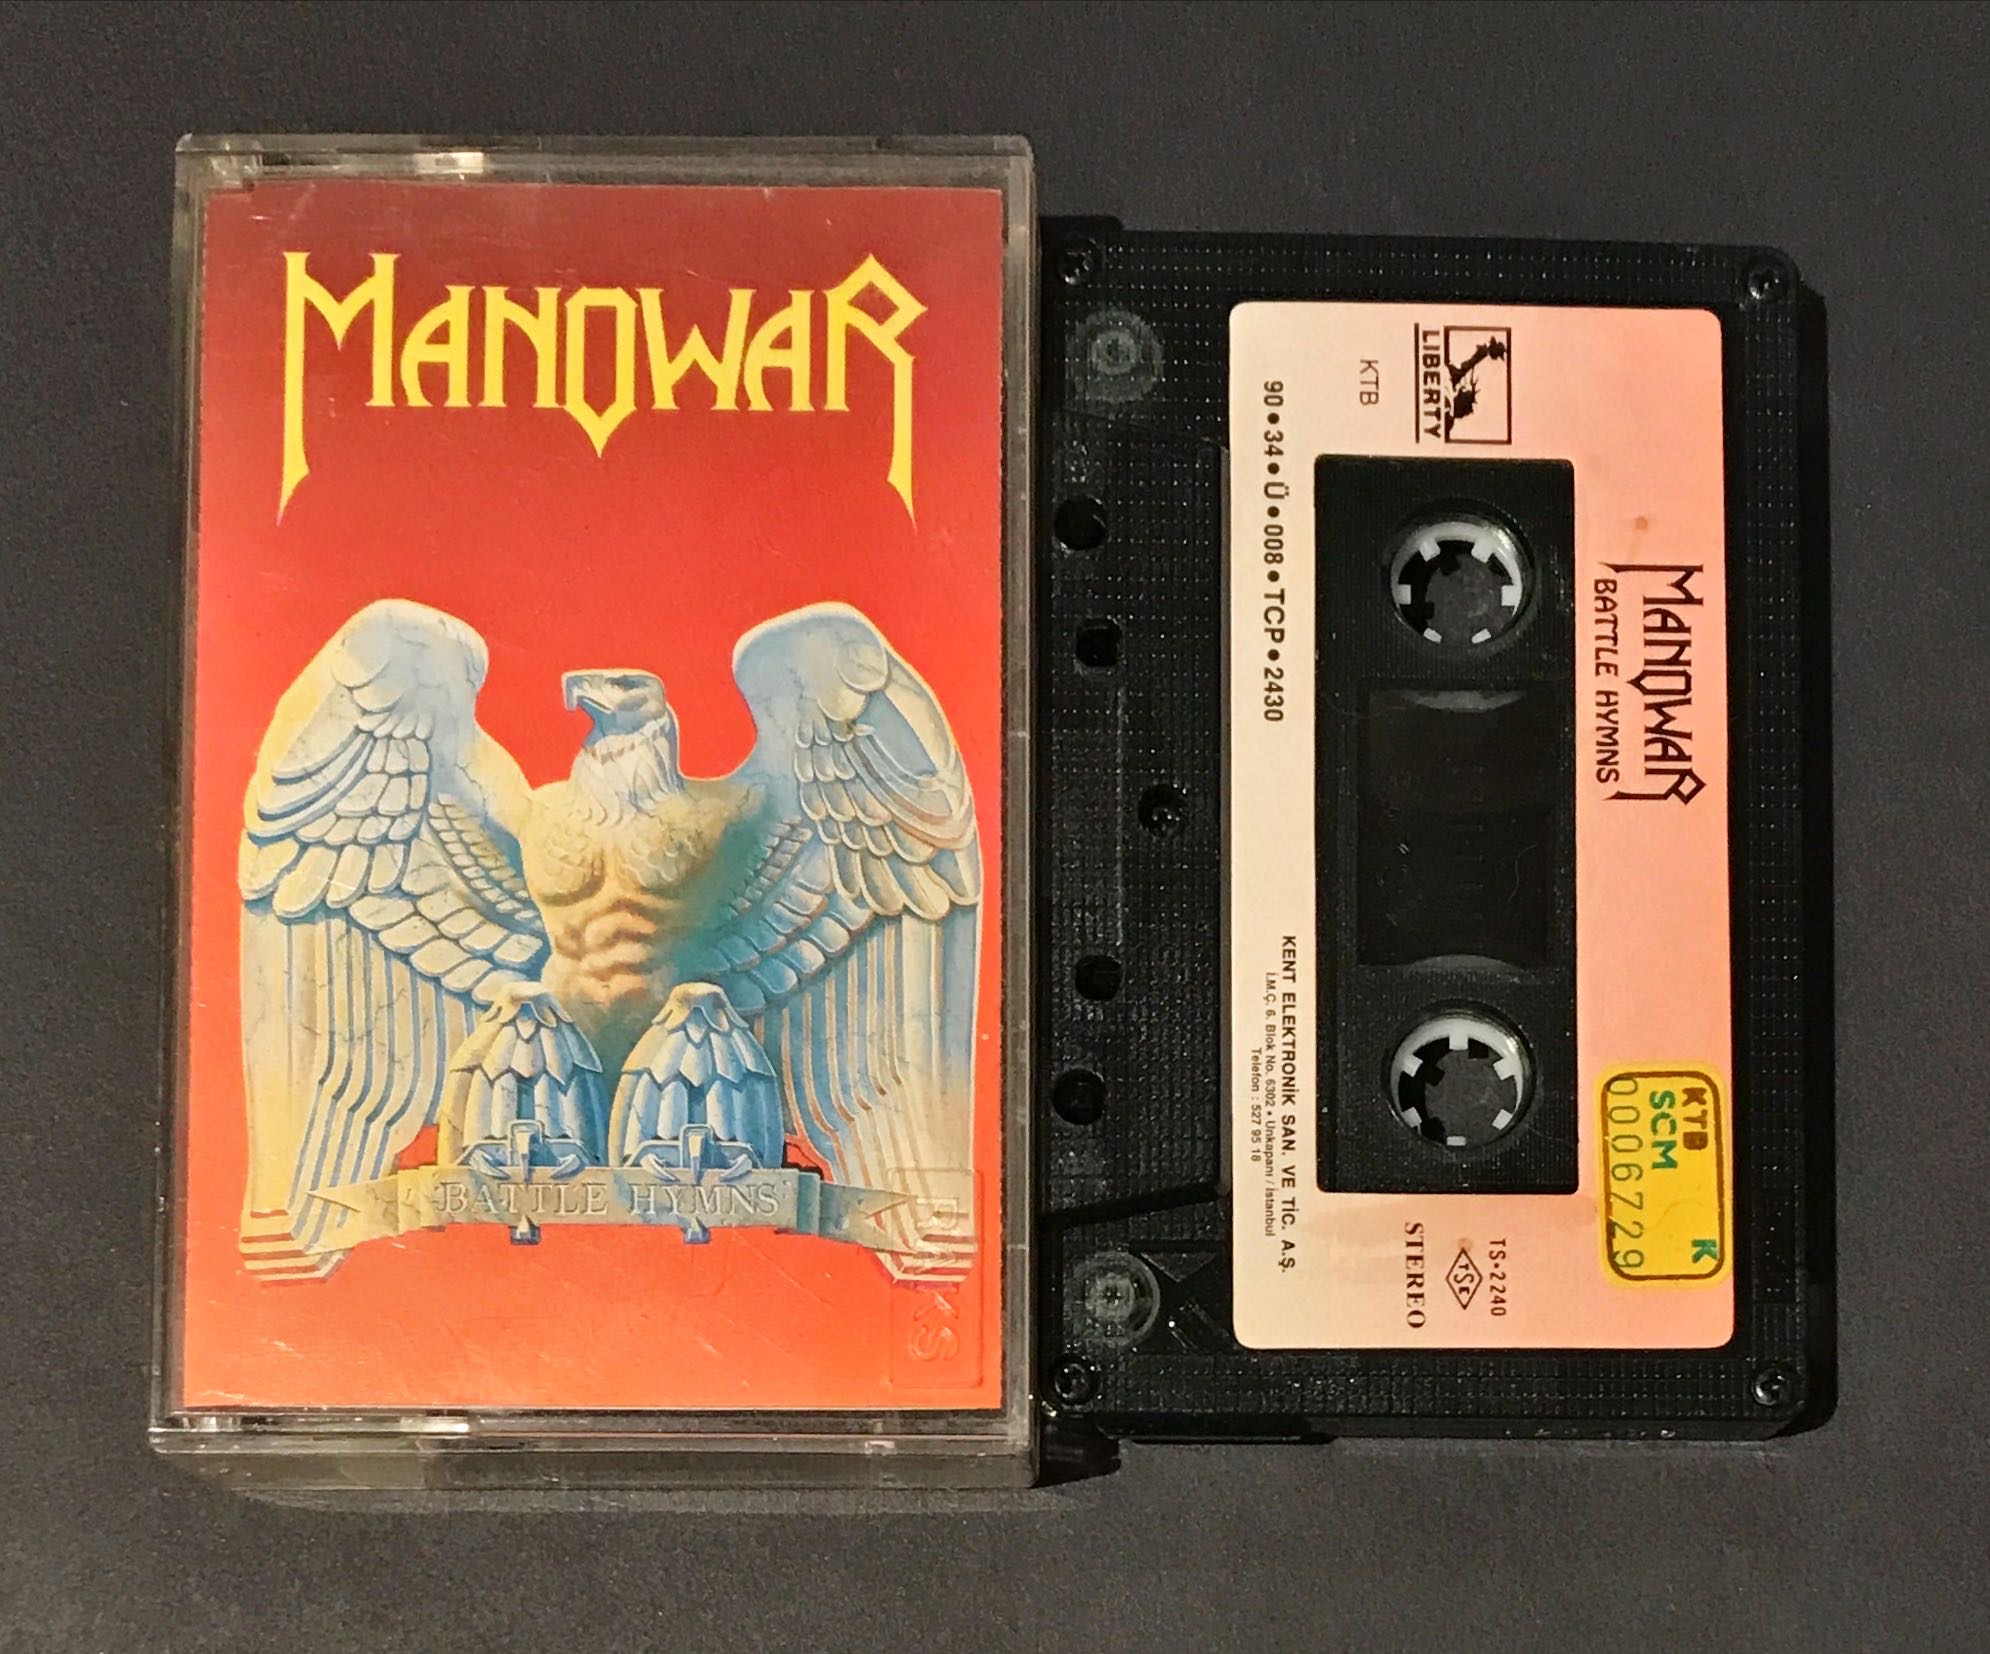 MANOWAR
BATTLE HYMNS
MANOWAR
BATTLE HYMNS
LIBERTY
KTB
90•34•Ü•008•TCP•2430
KENT ELEKTRONİK SAN. VE TİC. A.Ş.
İ.M.Ç. 6. Blok No. 6302 • Unkapanı / İstanbul
Telefon : 527 95 18
TS•2240
TSE
STEREO
KTB K
SCM
0006729